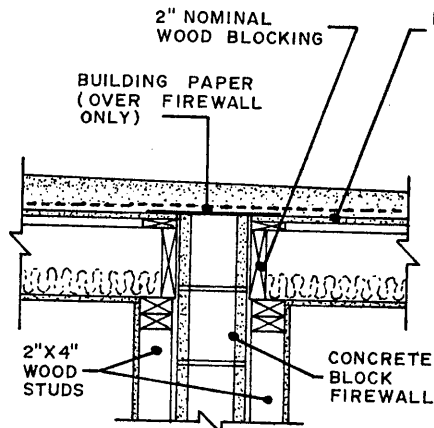 2" NOMINAL
WOOD BLOCKING
BUILDING PAPER
(OVER FIREWALL
ONLY)
2"X4"
WOOD
STUDS
CONCRETE
BLOCK
FIREWALL